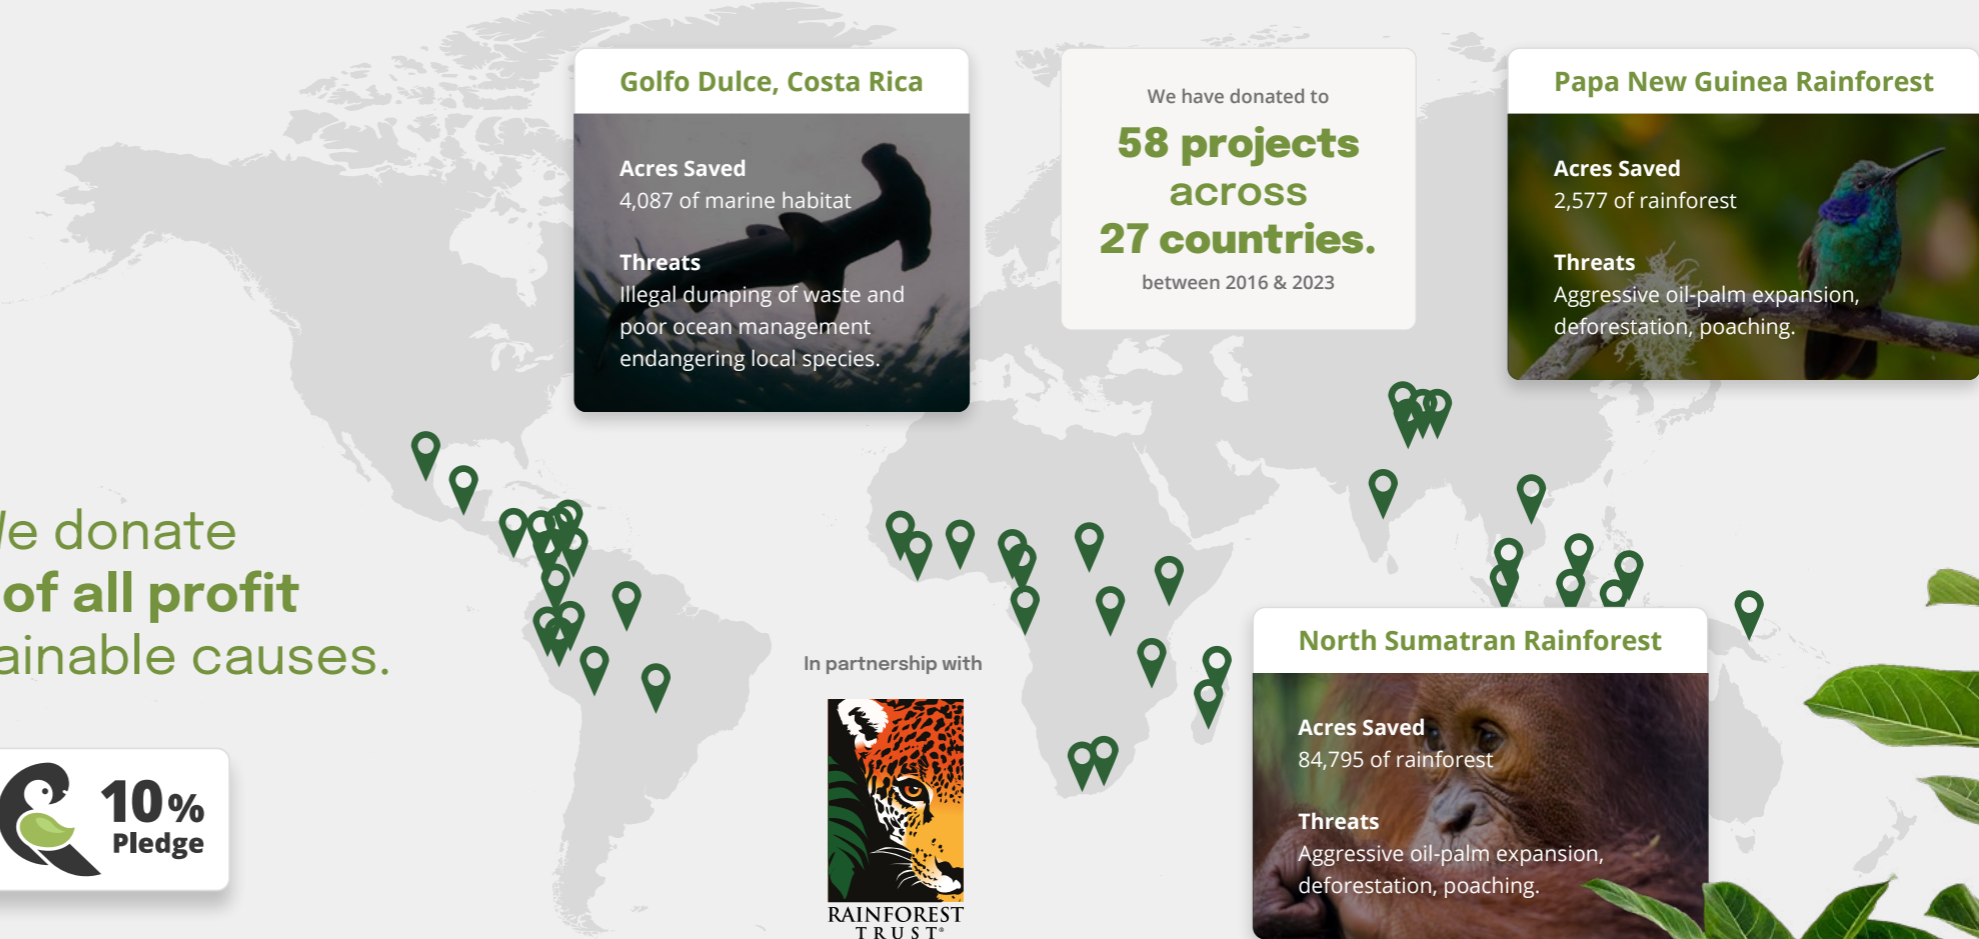 Golfo Dulce, Costa Rica
Acres Saved
4,087 of marine habitat
Threats
Illegal dumping of waste and
poor ocean management
endangering local species.
We have donated to
58 projects
across
27 countries.
between 2016 & 2023
Papa New Guinea Rainforest
Acres Saved
2,577 of rainforest
Threats
Aggressive oil-palm expansion,
deforestation, poaching.
donate
of all profit
causes.
10%
Pledge
In partnership with
RAINFOREST
TRUST®
North Sumatran Rainforest
Acres Saved
84,795 of rainforest
Threats
Aggressive oil-palm expansion,
deforestation, poaching.